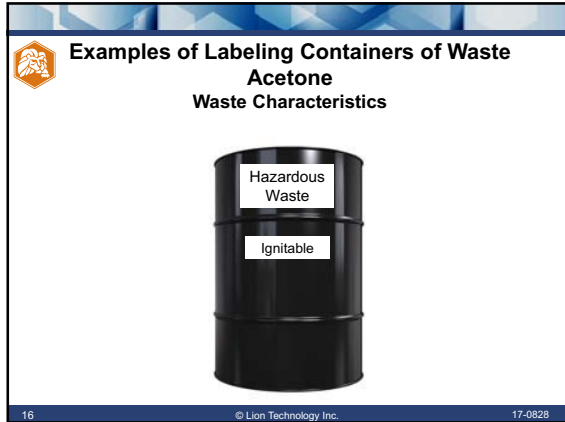 Examples of Labeling Containers of Waste
Acetone
Waste Characteristics
Hazardous
Waste
Ignitable
16
© Lion Technology Inc.
17-0828